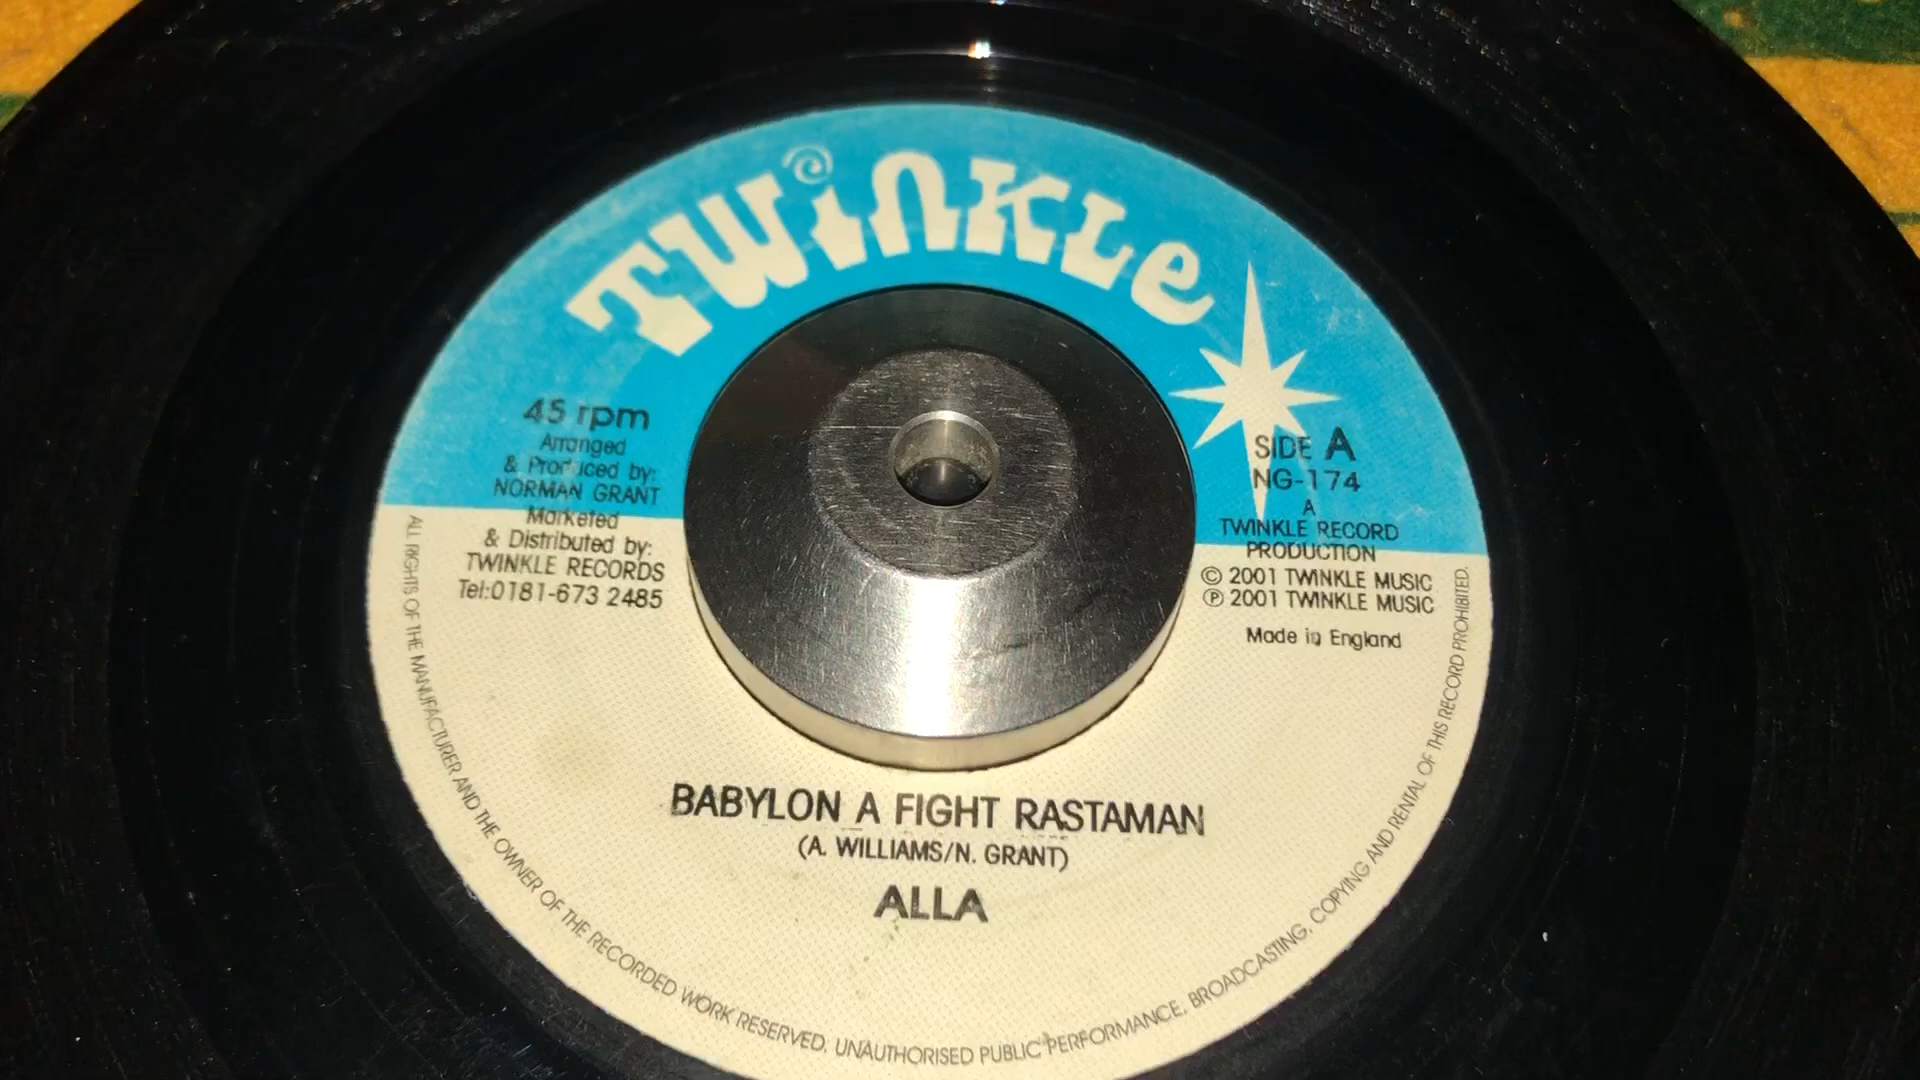 TWiNKLe
45 rpm
Arranged
& Produced by:
NORMAN GRANT
Marketed
& Distributed by:
TWINKLE RECORDS
Tel:0181-673 2485
SIDE A
NG-174
A
TWINKLE RECORD
PRODUCTION
© 2001 TWINKLE MUSIC
℗ 2001 TWINKLE MUSIC
Made in England
BABYLON A FIGHT RASTAMAN
(A. WILLIAMS/N. GRANT)
ALLA
ALL RIGHTS OF THE MANUFACTURER AND THE OWNER OF THE RECORDED WORK RESERVED. UNAUTHORISED PUBLIC PERFORMANCE, BROADCASTING, COPYING AND RENTAL OF THIS RECORD PROHIBITED.